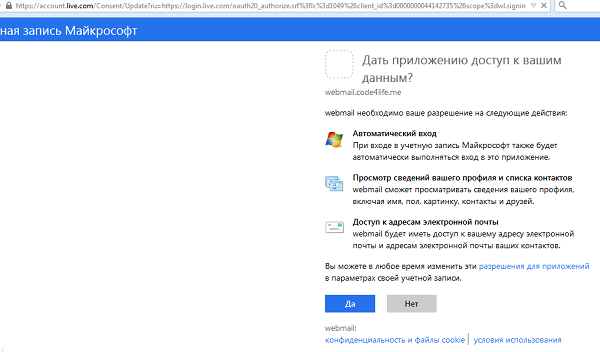 https://account.live.com/Consent/Update?ru=https://login.live.com/oauth20_authorize.srf%3flc%3d1049%26client_id%3d0000000044142735%26scope%3dwl.signin
ная запись Майкрософт
Дать приложению доступ к вашим
данным?
webmail.code4life.me
webmail необходимо ваше разрешение на следующие действия:
Автоматический вход
При входе в учетную запись Майкрософт также будет
автоматически выполняться вход в это приложение.
Просмотр сведений вашего профиля и списка контактов
webmail сможет просматривать сведения вашего профиля,
включая имя, пол, картинку, контакты и друзей.
Доступ к адресам электронной почты
webmail будет иметь доступ к вашему адресу электронной
почты и адресам электронной почты ваших контактов.
Вы можете в любое время изменить эти разрешения для приложений
в параметрах своей учетной записи.
Да Нет
webmail:
конфиденциальность и файлы cookie | условия использования